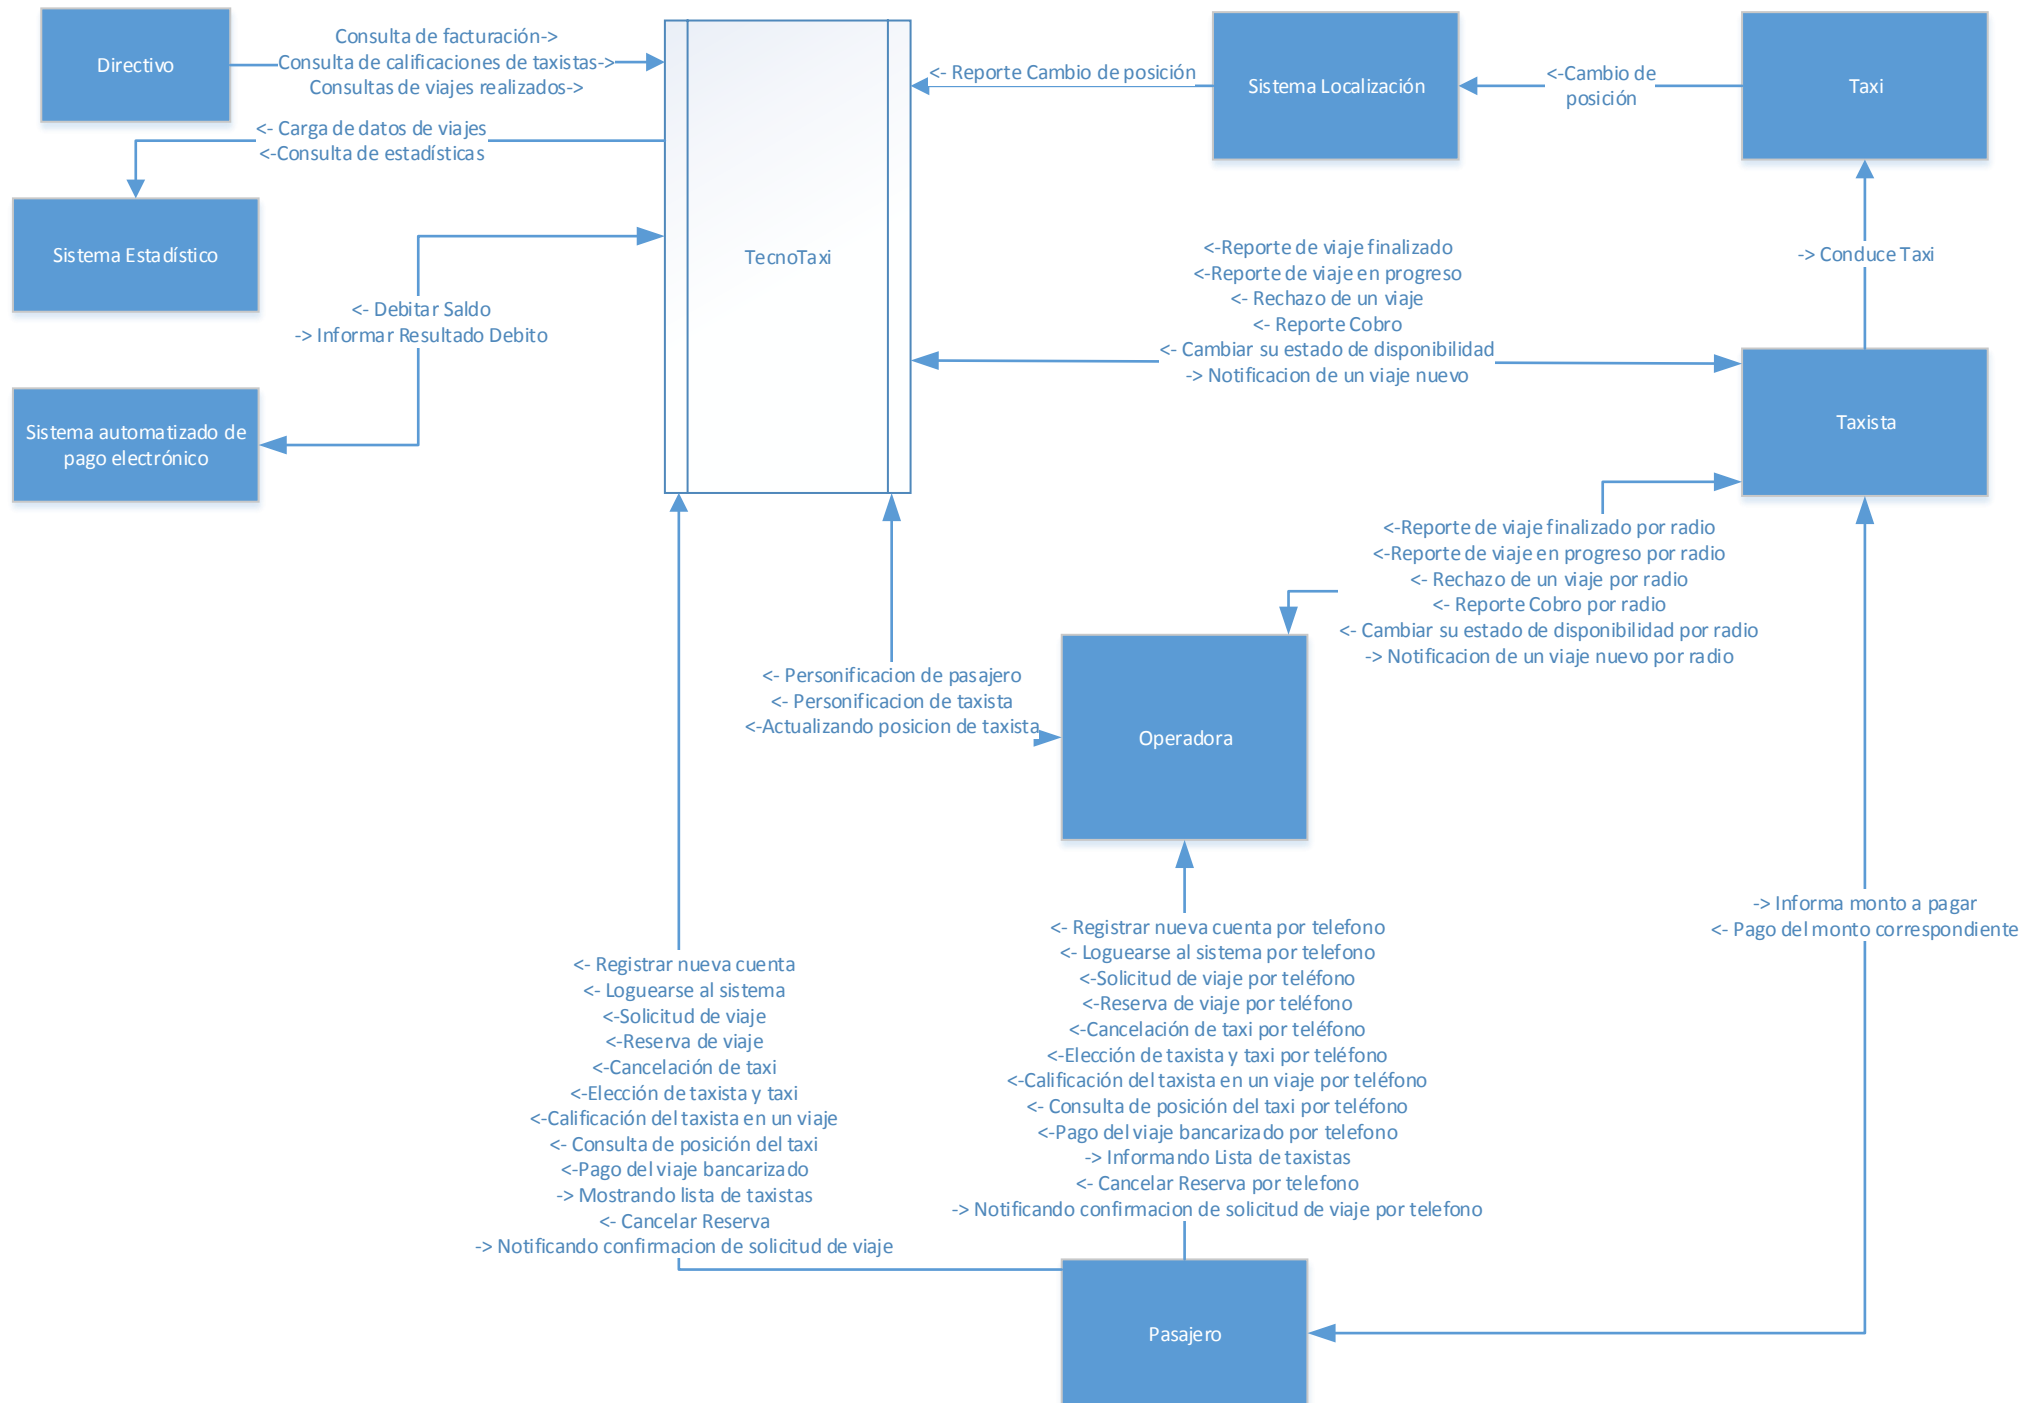 Directivo
Consulta de facturación->
Consulta de calificaciones de taxistas->
Consultas de viajes realizados->
<- Carga de datos de viajes
<-Consulta de estadísticas
Sistema Estadístico
<- Debitar Saldo
-> Informar Resultado Debito
Sistema automatizado de
pago electrónico
TecnoTaxi
<- Reporte Cambio de posición
Sistema Localización
<-Cambio de
posición
Taxi
-> Conduce Taxi
<-Reporte de viaje finalizado
<-Reporte de viaje en progreso
<- Rechazo de un viaje
<- Reporte Cobro
<- Cambiar su estado de disponibilidad
-> Notificacion de un viaje nuevo
Taxista
<-Reporte de viaje finalizado por radio
<-Reporte de viaje en progreso por radio
<- Rechazo de un viaje por radio
<- Reporte Cobro por radio
<- Cambiar su estado de disponibilidad por radio
-> Notificacion de un viaje nuevo por radio
<- Personificacion de pasajero
<- Personificacion de taxista
<-Actualizando posicion de taxista
Operadora
-> Informa monto a pagar
<- Pago del monto correspondiente
<- Registrar nueva cuenta
<- Loguearse al sistema
<-Solicitud de viaje
<-Reserva de viaje
<-Cancelación de taxi
<-Elección de taxista y taxi
<-Calificación del taxista en un viaje
<- Consulta de posición del taxi
<-Pago del viaje bancarizado
-> Mostrando lista de taxistas
<- Cancelar Reserva
-> Notificando confirmacion de solicitud de viaje
<- Registrar nueva cuenta por telefono
<- Loguearse al sistema por telefono
<-Solicitud de viaje por teléfono
<-Reserva de viaje por teléfono
<-Cancelación de taxi por teléfono
<-Elección de taxista y taxi por teléfono
<-Calificación del taxista en un viaje por teléfono
<- Consulta de posición del taxi por teléfono
<-Pago del viaje bancarizado por telefono
-> Informando Lista de taxistas
<- Cancelar Reserva por telefono
-> Notificando confirmacion de solicitud de viaje por telefono
Pasajero